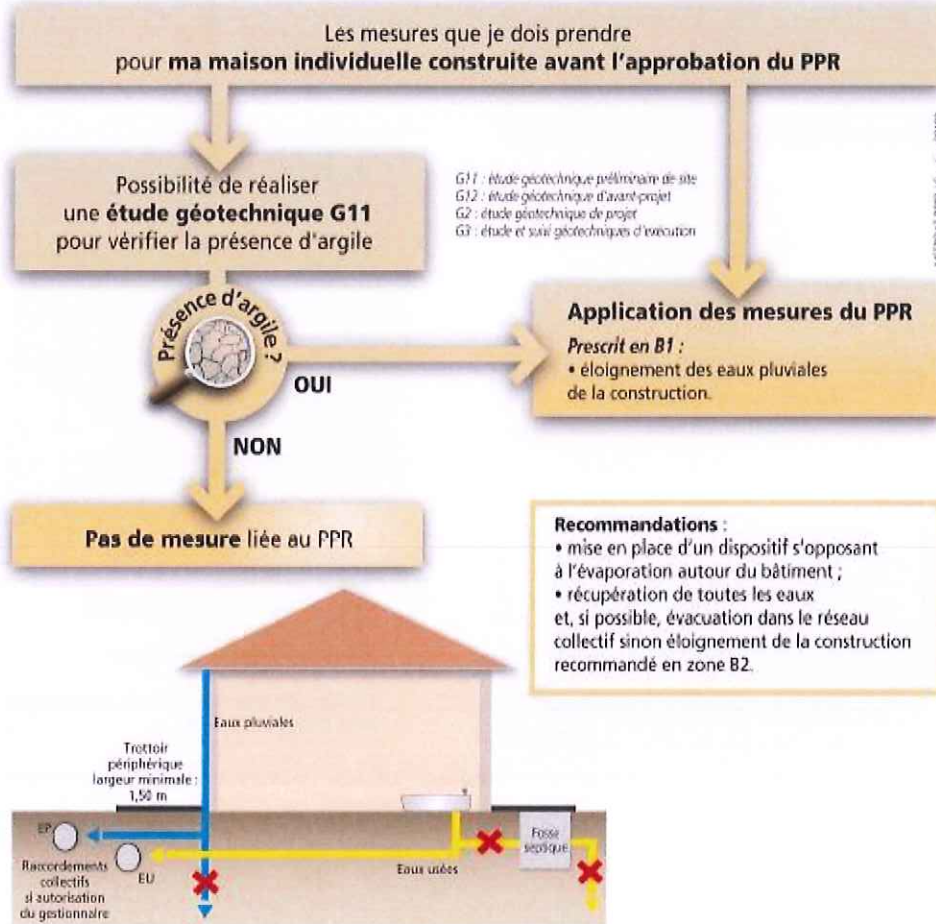 Les mesures que je dois prendre
pour ma maison individuelle construite avant l'approbation du PPR
Possibilité de réaliser
une étude géotechnique G11
pour vérifier la présence d'argile
G11 : étude géotechnique préliminaire de site
G12 : étude géotechnique d'avant-projet
G2 : étude géotechnique de projet
G3 : étude et suivi géotechniques d'exécution
Présence d'argile ?
OUI
NON
Application des mesures du PPR
Prescrit en B1 :
• éloignement des eaux pluviales
de la construction.
Pas de mesure liée au PPR
Recommandations :
• mise en place d'un dispositif s'opposant
à l'évaporation autour du bâtiment ;
• récupération de toutes les eaux
et, si possible, évacuation dans le réseau
collectif sinon éloignement de la construction
recommandé en zone B2.
Eaux pluviales
Trottoir
périphérique
largeur minimale :
1,50 m
EP
EU
Raccordements
collectifs
si autorisation
du gestionnaire
Eaux usées
Fosse
septique